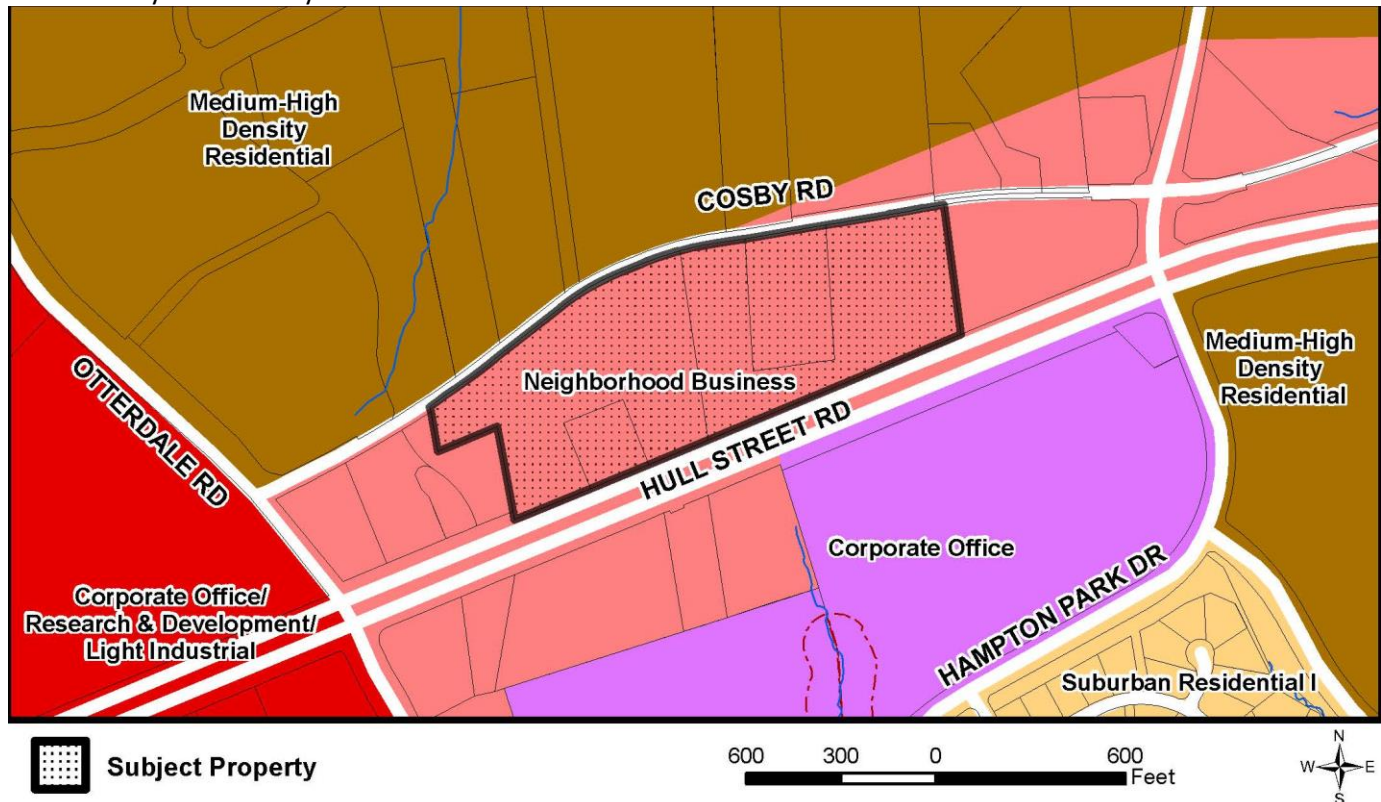 Medium-High
Density
Residential
COSBY RD
OTTERDALE RD
Neighborhood Business
HULL STREET RD
Medium-High
Density
Residential
Corporate Office
Corporate Office/
Research & Development/
Light Industrial
HAMPTON PARK DR
Suburban Residential I
Subject Property
600 300 0 600
Feet
N
W E
S